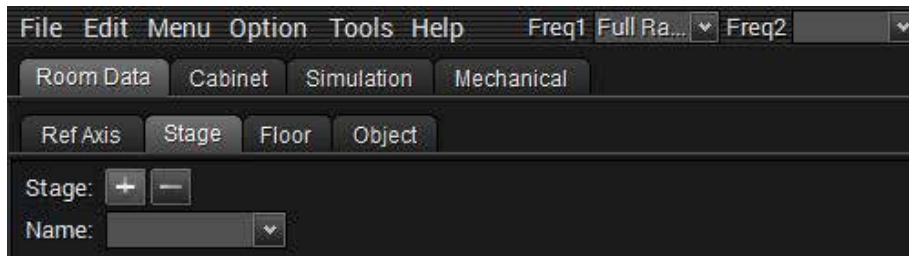 File Edit Menu Option Tools Help Freq1 Full Ra... Freq2
Room Data Cabinet Simulation Mechanical
Ref Axis Stage Floor Object
Stage: + −
Name: